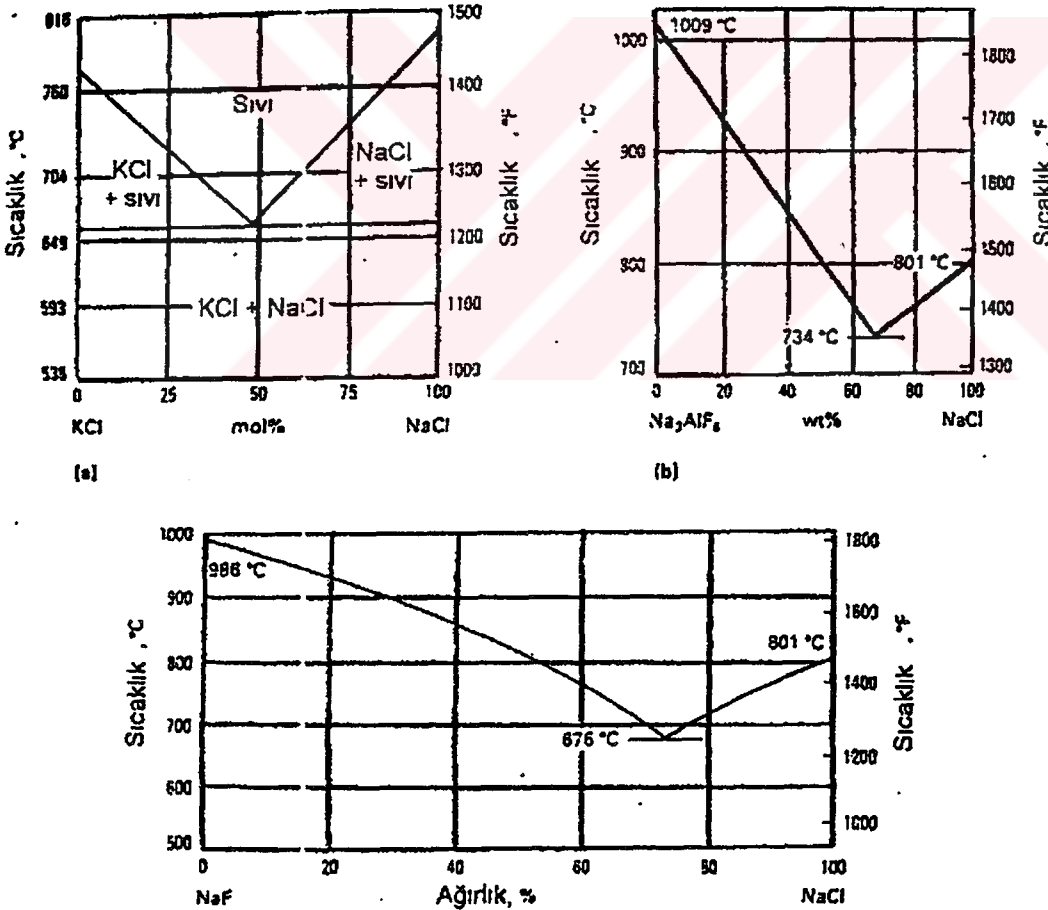 816
760
704
649
593
535
Sıcaklık, °C
1500
1400
1300
1200
1100
1000
Sıcaklık, °F
Sıvı
KCl
+ sıvı
NaCl
+ sıvı
KCl + NaCl
0 25 50 75 100
KCl mol% NaCl
[a]
1000
900
800
700
Sıcaklık, °C
1800
1700
1600
1500
1400
1300
Sıcaklık, °F
1009 °C
801 °C
734 °C
0 20 40 60 80 100
Na₃AlF₆ wt% NaCl
(b)
1000
900
800
700
600
500
Sıcaklık, °C
1800
1600
1400
1200
1000
Sıcaklık, °F
986 °C
801 °C
676 °C
0 20 40 60 80 100
NaF Ağırlık, % NaCl